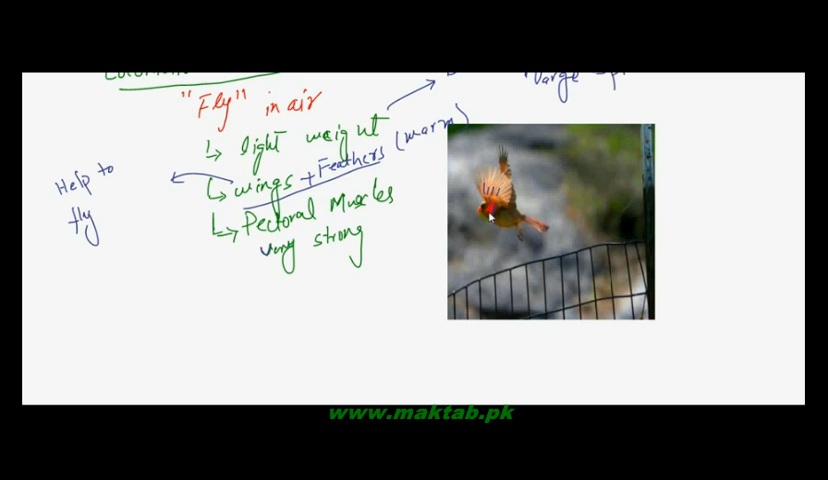 "Fly" in air
↳ light weight
↳ wings + Feathers (warm)
Help to
fly
↳ Pectoral Muscles
very strong
www.maktab.pk